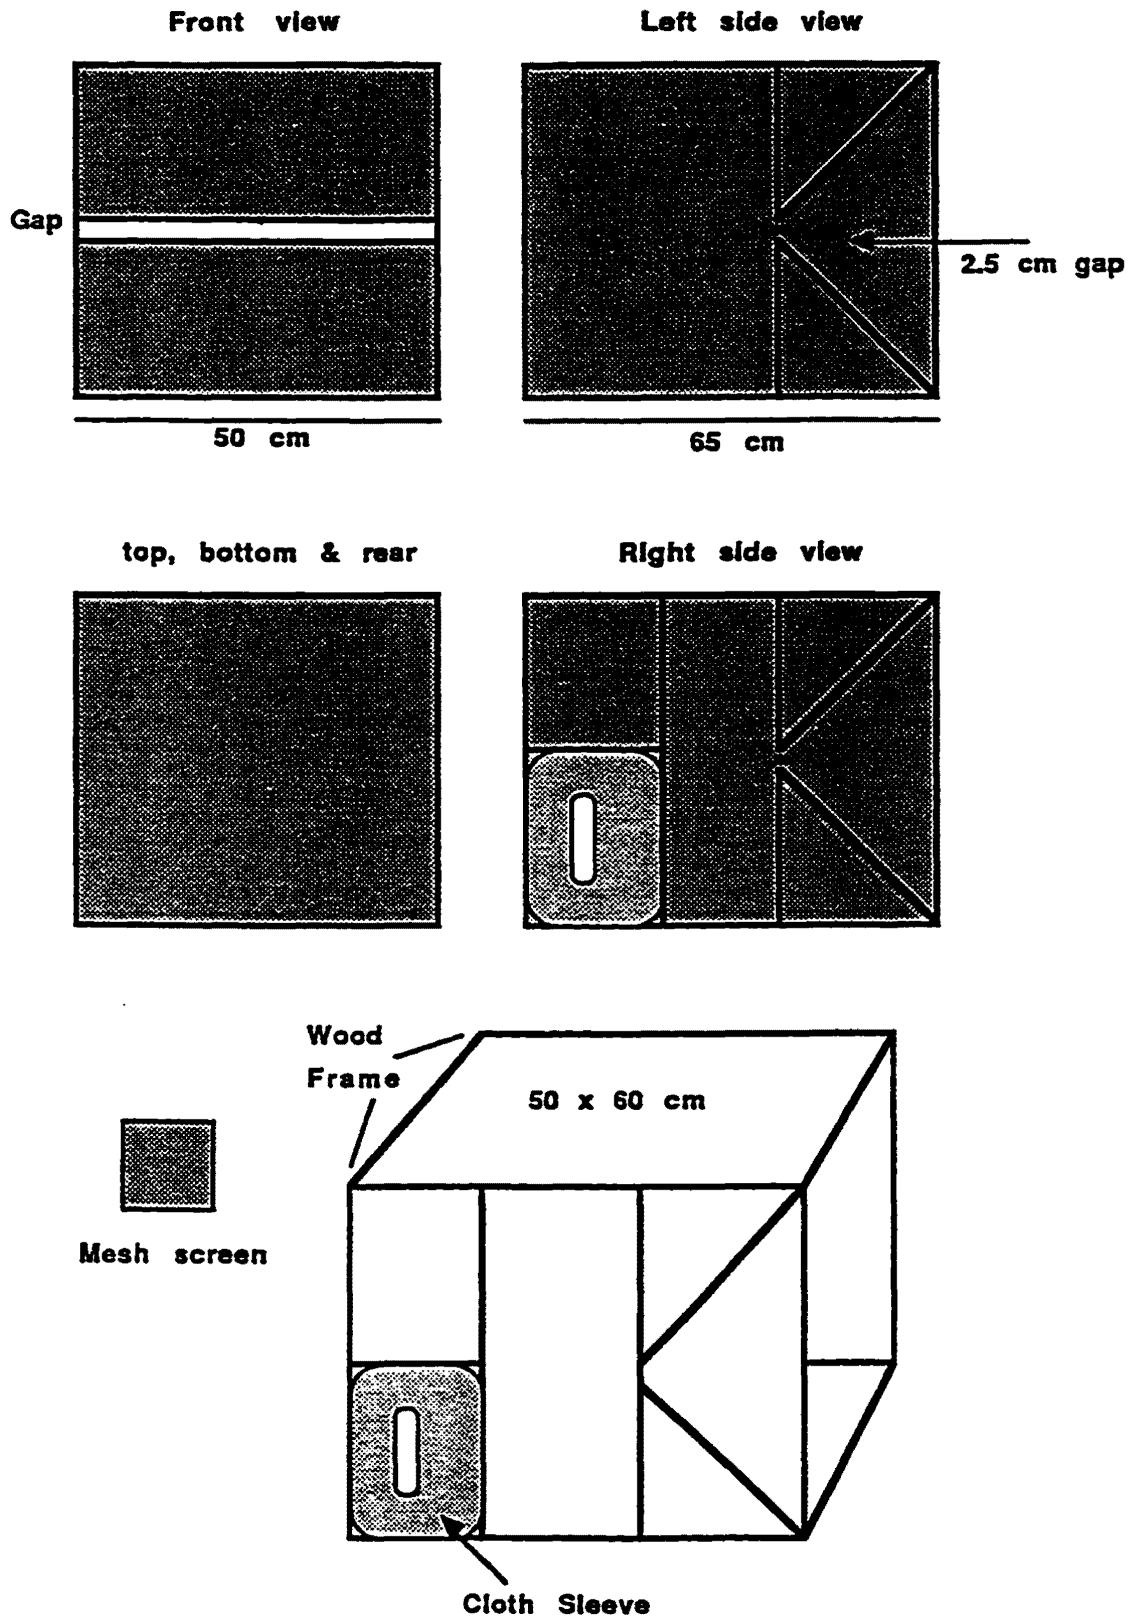 Front view
Left side view
Gap
2.5 cm gap
50 cm
65 cm
top, bottom & rear
Right side view
Wood
Frame
50 x 60 cm
Mesh screen
Cloth Sleeve